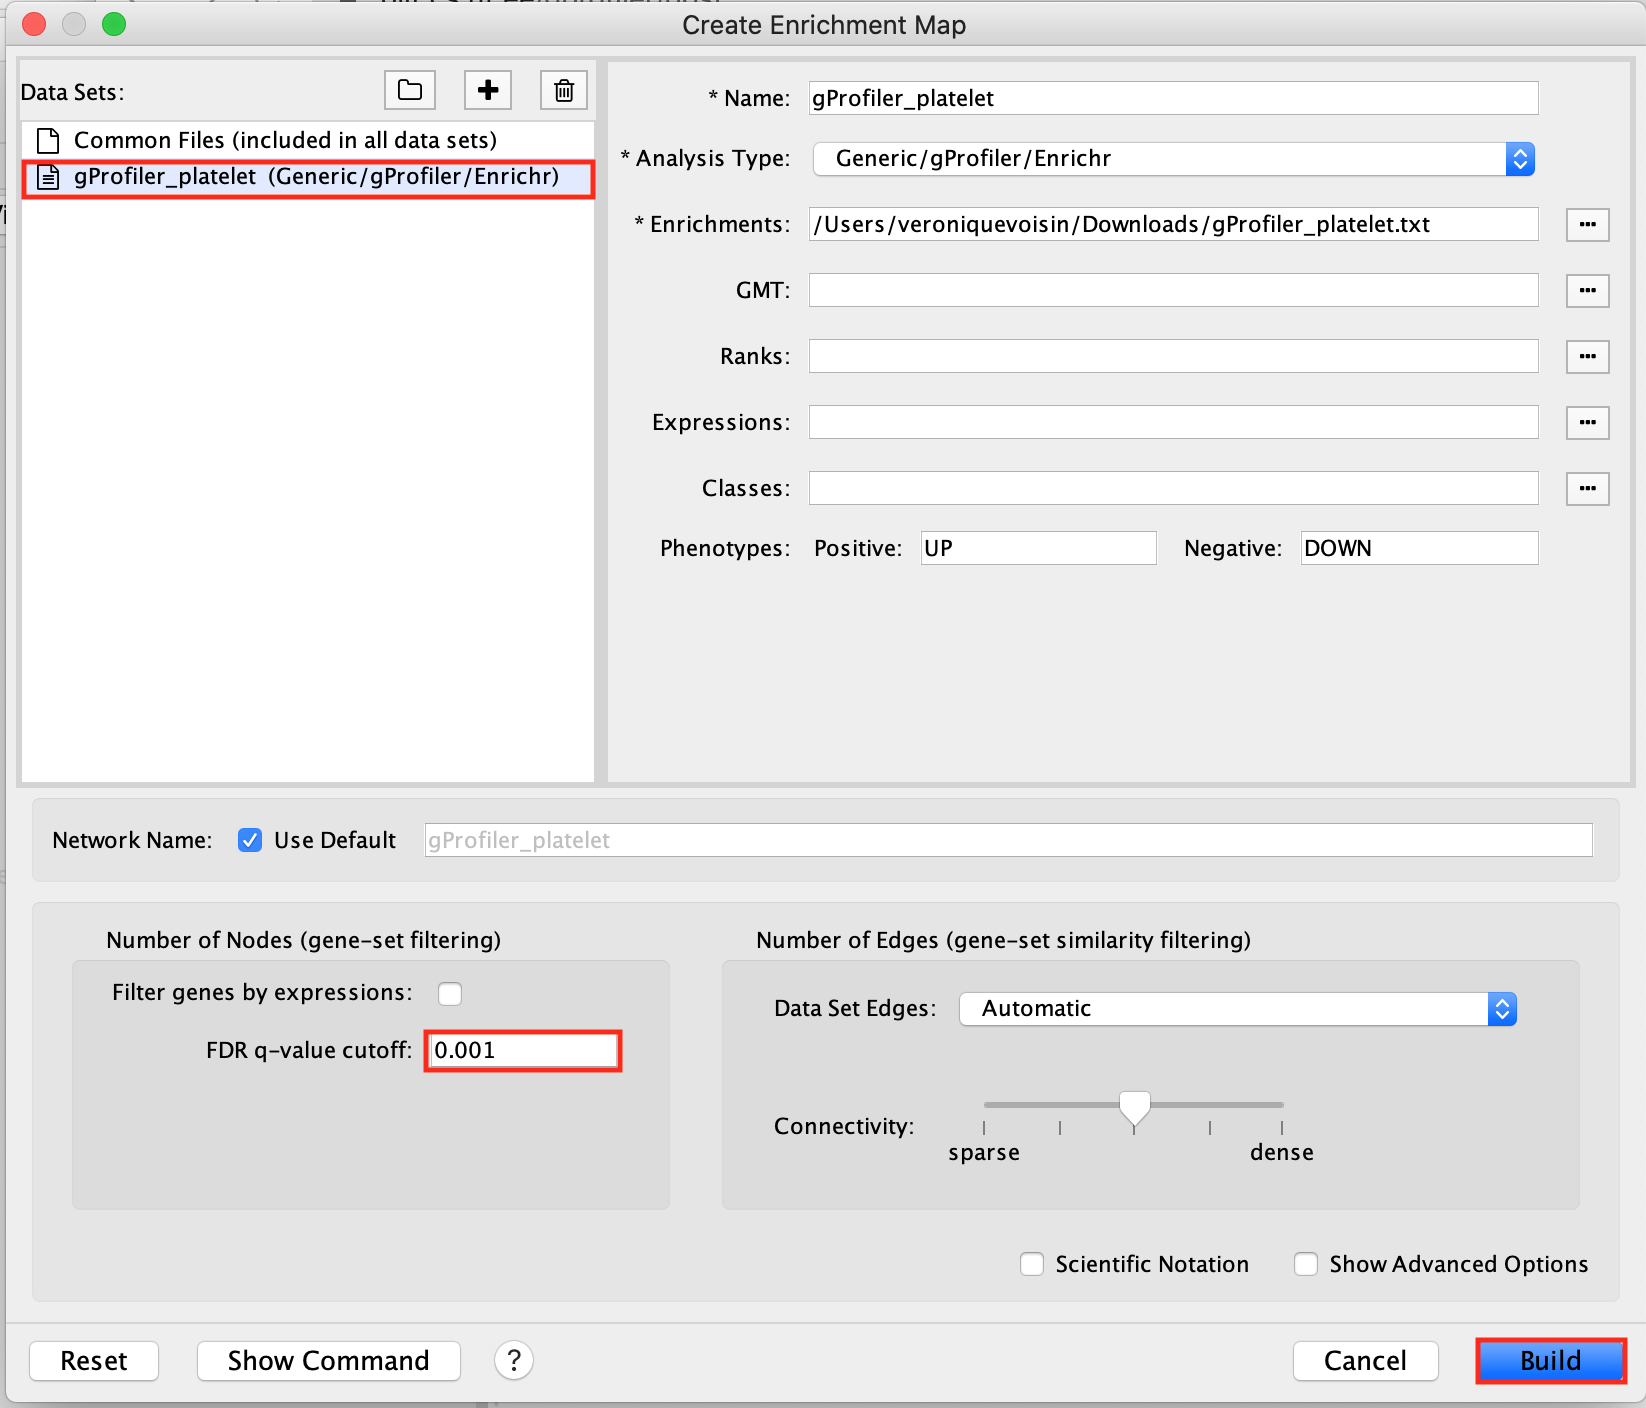 Create Enrichment Map
Data Sets:
Common Files (included in all data sets)
gProfiler_platelet (Generic/gProfiler/Enrichr)
* Name: gProfiler_platelet
* Analysis Type: Generic/gProfiler/Enrichr
* Enrichments: /Users/veroniquevoisin/Downloads/gProfiler_platelet.txt ...
GMT: ...
Ranks: ...
Expressions: ...
Classes: ...
Phenotypes: Positive: UP Negative: DOWN
Network Name: Use Default gProfiler_platelet
Number of Nodes (gene-set filtering)
Filter genes by expressions:
FDR q-value cutoff: 0.001
Number of Edges (gene-set similarity filtering)
Data Set Edges: Automatic
Connectivity:
sparse dense
Scientific Notation Show Advanced Options
Reset Show Command ? Cancel Build